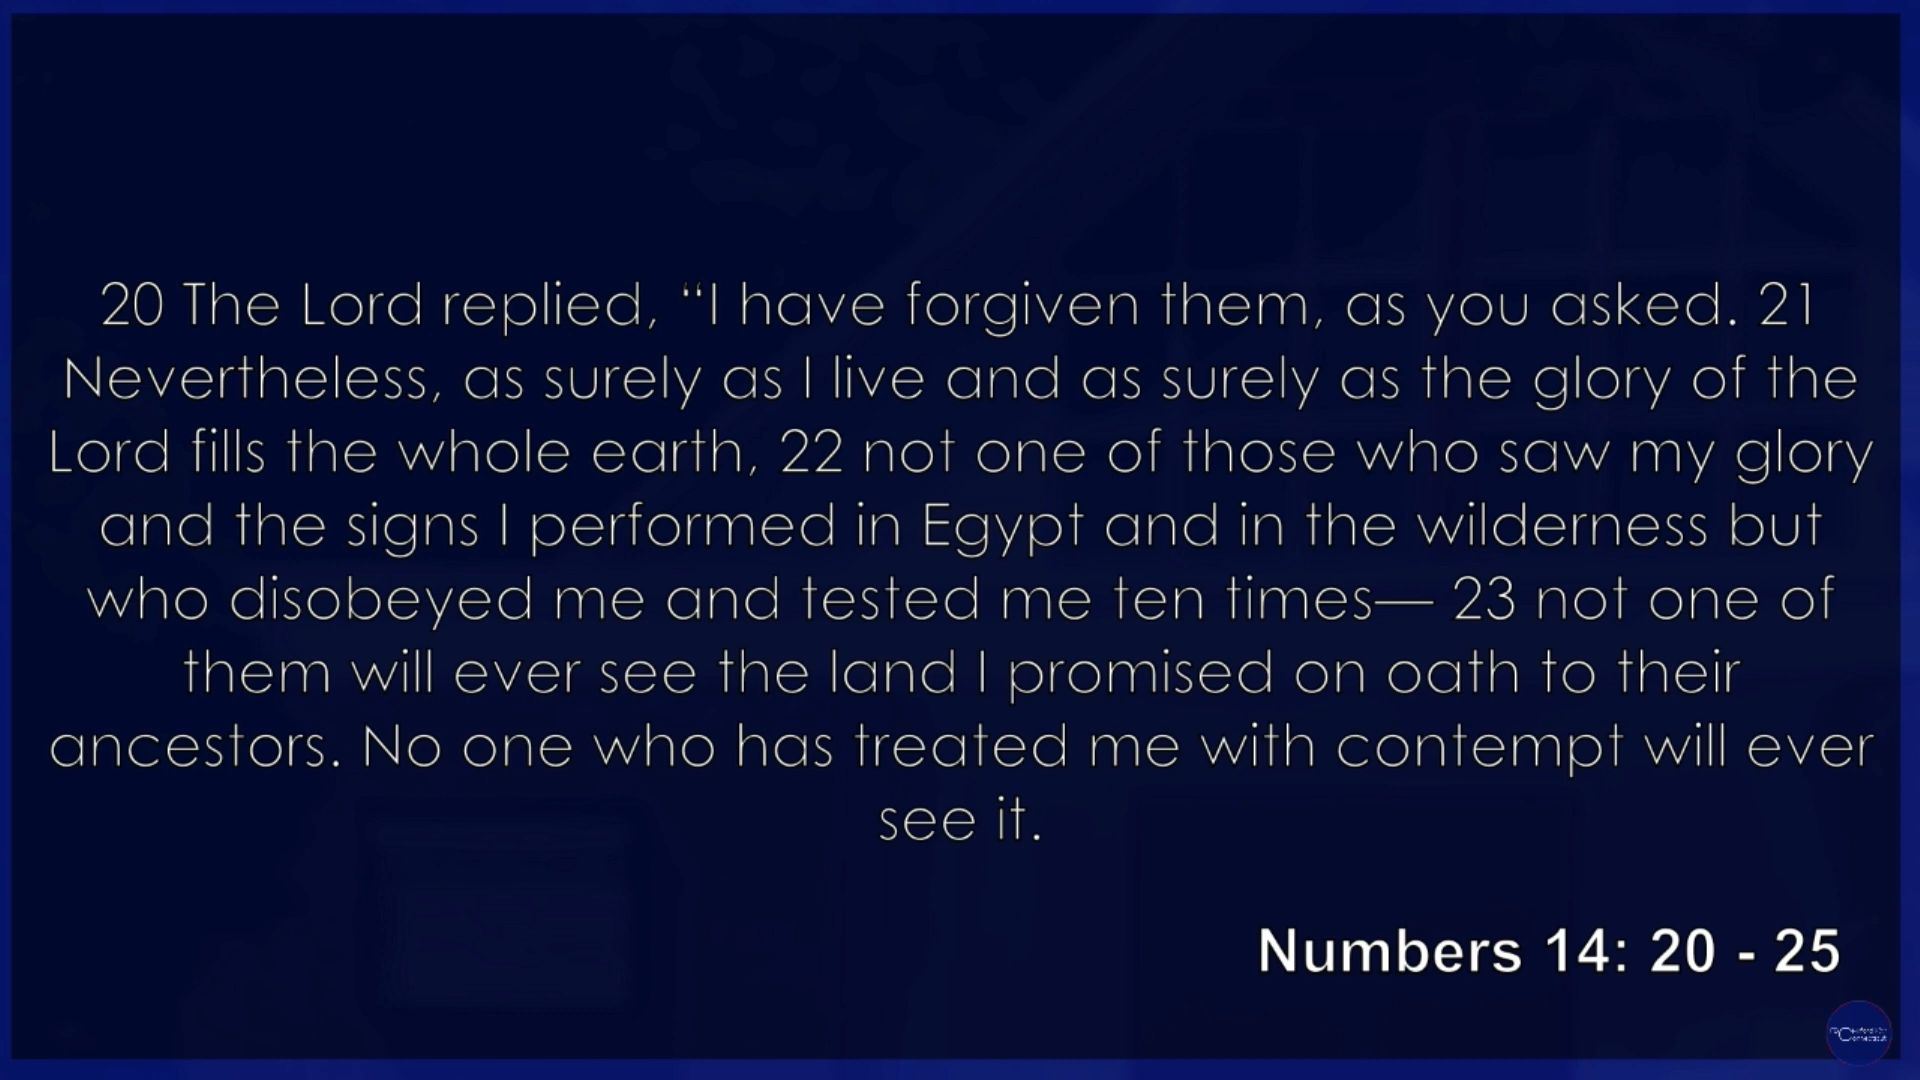 20 The Lord replied, “I have forgiven them, as you asked. 21
Nevertheless, as surely as I live and as surely as the glory of the
Lord fills the whole earth, 22 not one of those who saw my glory
and the signs I performed in Egypt and in the wilderness but
who disobeyed me and tested me ten times— 23 not one of
them will ever see the land I promised on oath to their
ancestors. No one who has treated me with contempt will ever
see it.
Numbers 14: 20 - 25